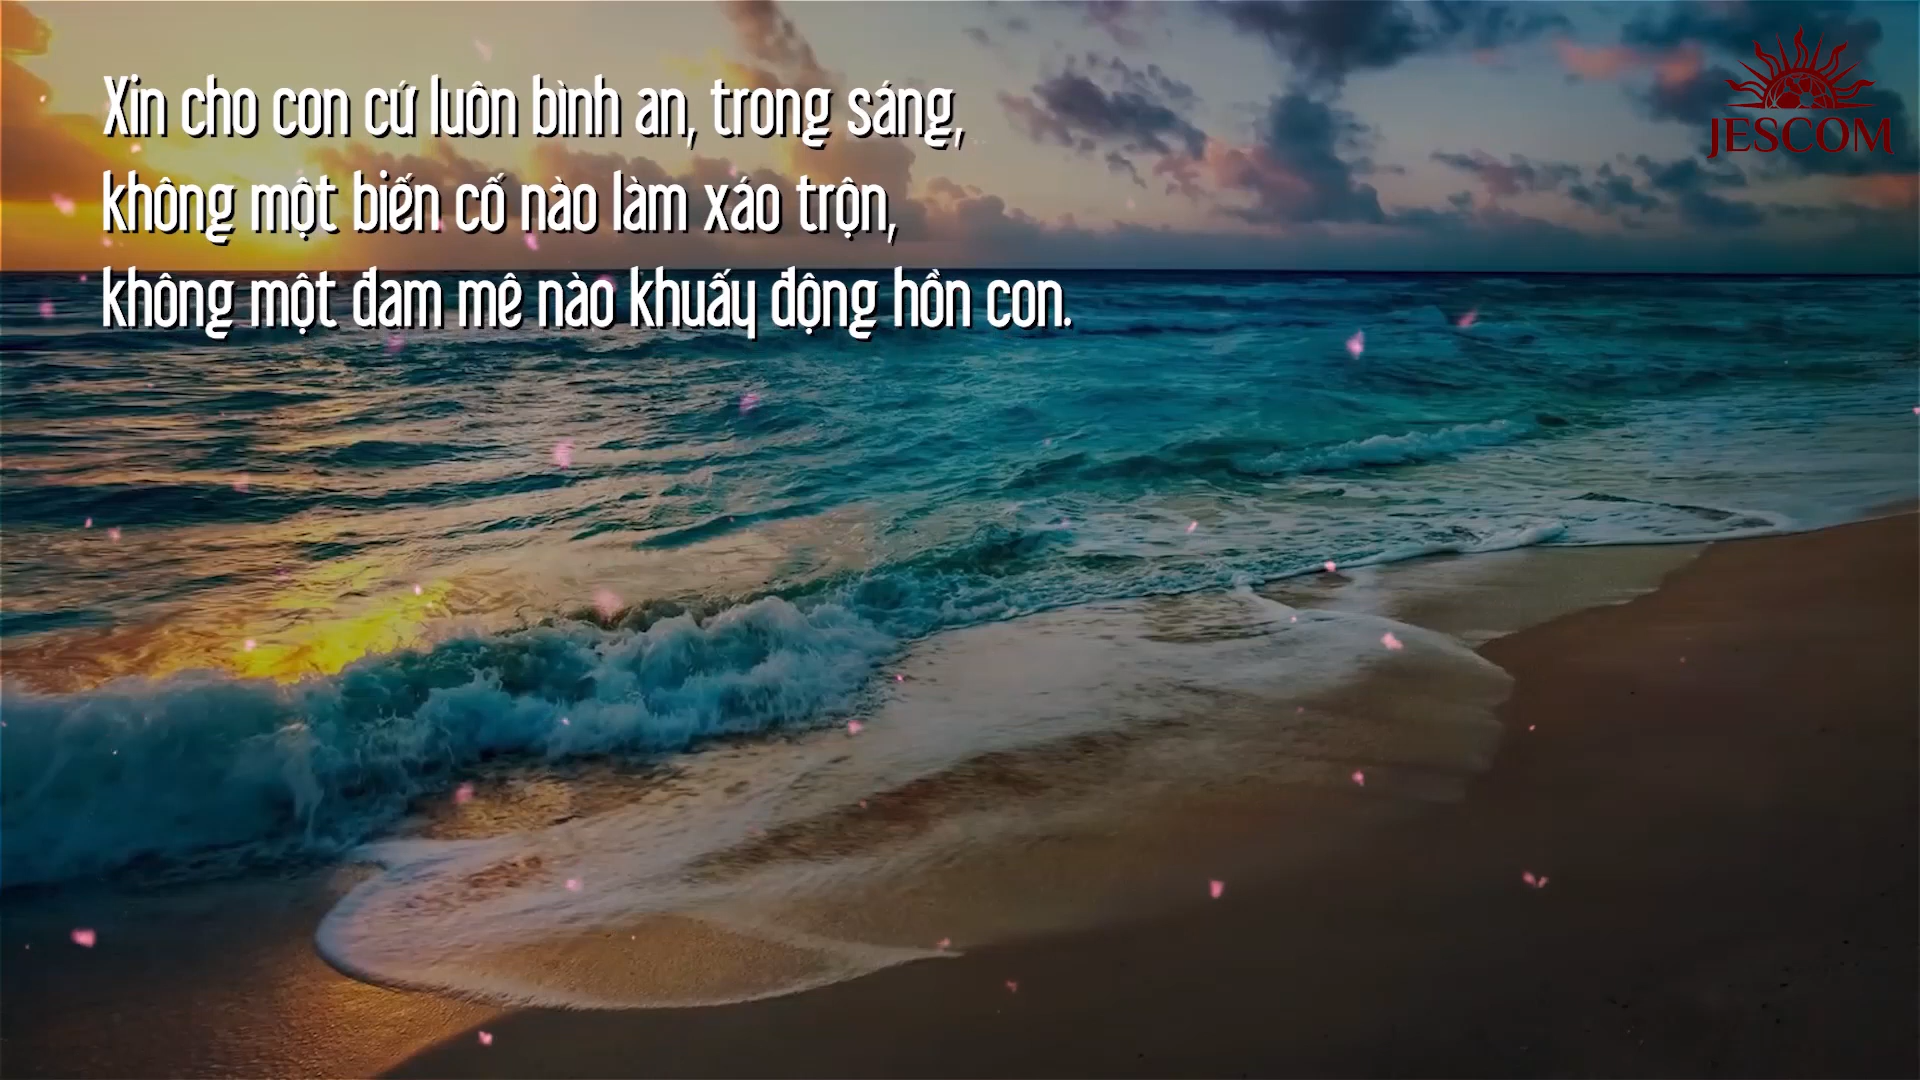 Xin cho con cứ luôn bình an, trong sáng,
không một biến cố nào làm xáo trộn,
không một đam mê nào khuấy động hồn con.
JESCOM